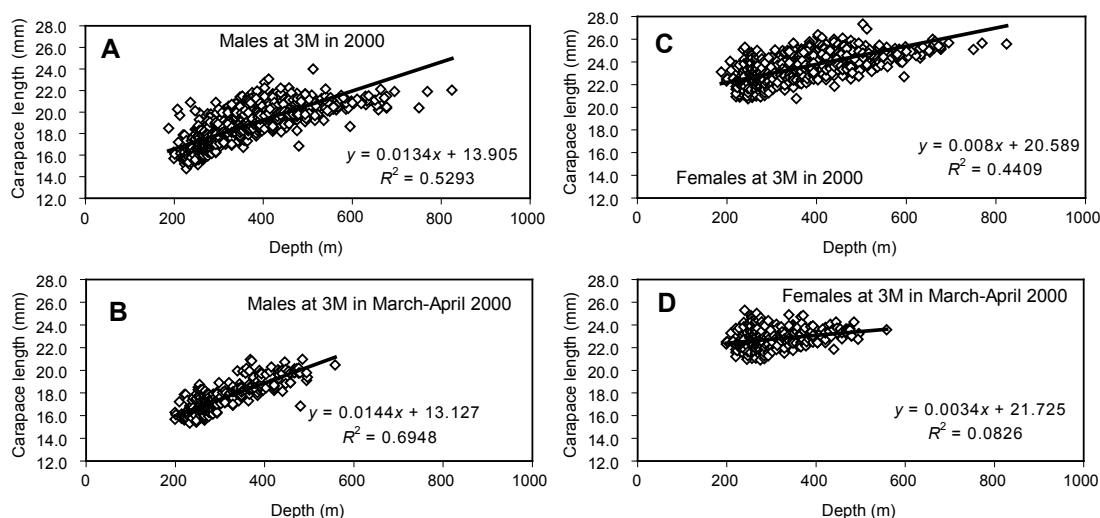 A
Males at 3M in 2000
Carapace length (mm)
28.0
26.0
24.0
22.0
20.0
18.0
16.0
14.0
12.0
y = 0.0134x + 13.905
R² = 0.5293
0 200 400 600 800 1000
Depth (m)
C
Carapace length (mm)
28.0
26.0
24.0
22.0
20.0
18.0
16.0
14.0
12.0
y = 0.008x + 20.589
R² = 0.4409
Females at 3M in 2000
0 200 400 600 800 1000
Depth (m)
B
Males at 3M in March-April 2000
Carapace length (mm)
28.0
26.0
24.0
22.0
20.0
18.0
16.0
14.0
12.0
y = 0.0144x + 13.127
R² = 0.6948
0 200 400 600 800 1000
Depth (m)
D
Females at 3M in March-April 2000
Carapace length (mm)
28.0
26.0
24.0
22.0
20.0
18.0
16.0
14.0
12.0
y = 0.0034x + 21.725
R² = 0.0826
0 200 400 600 800 1000
Depth (m)